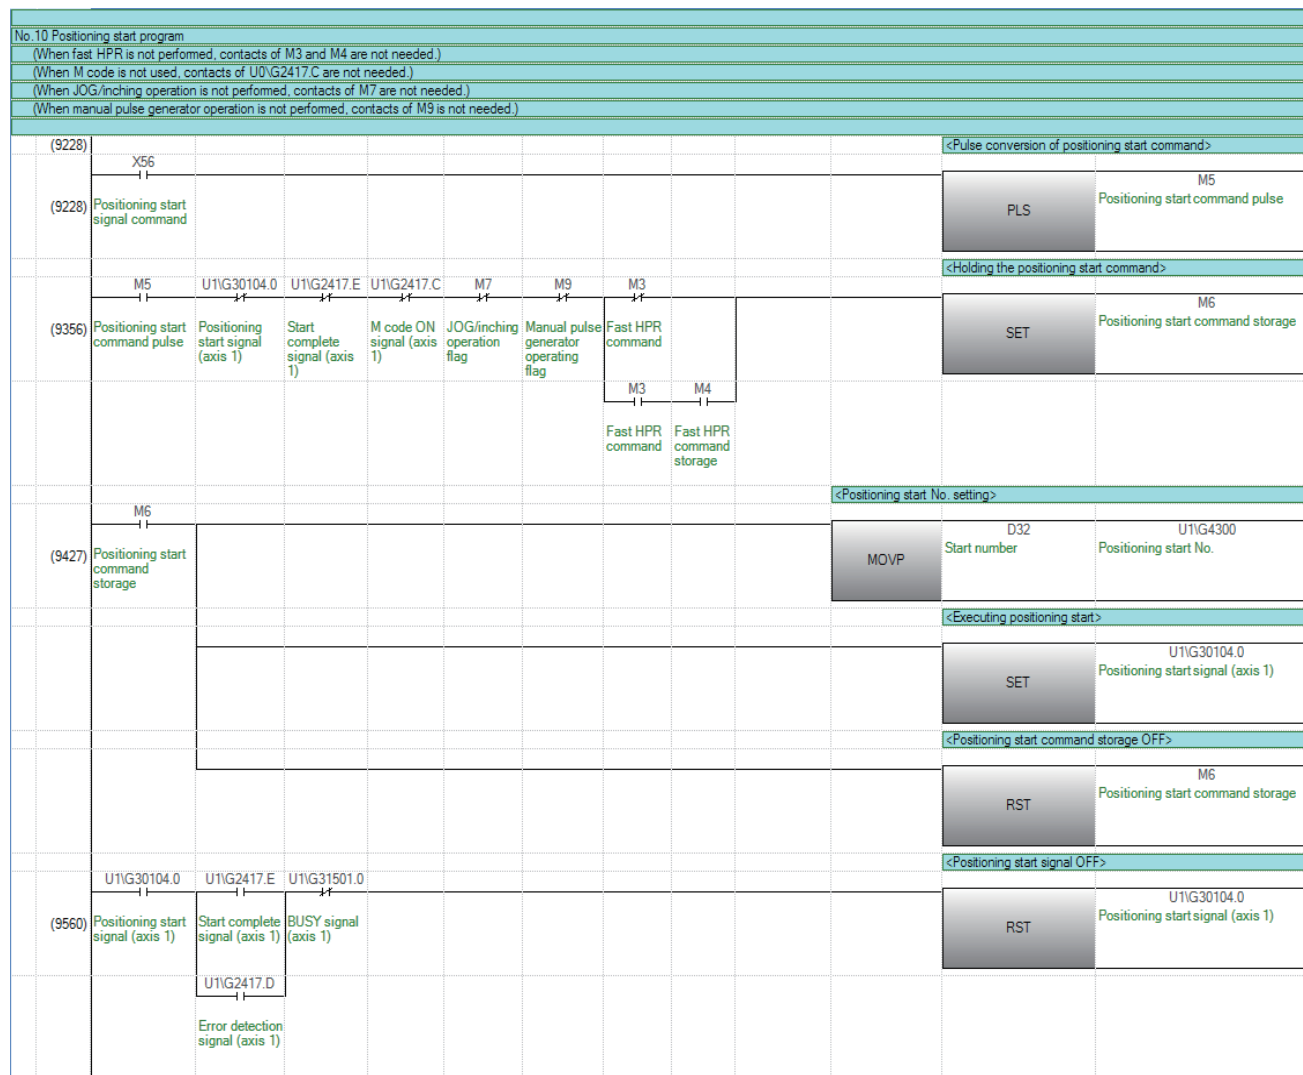 No.10 Positioning start program
(When fast HPR is not performed, contacts of M3 and M4 are not needed.)
(When M code is not used, contacts of U0\G2417.C are not needed.)
(When JOG/inching operation is not performed, contacts of M7 are not needed.)
(When manual pulse generator operation is not performed, contacts of M9 is not needed.)
(9228)
<Pulse conversion of positioning start command>
X56
(9228)
Positioning start
signal command
PLS
M5
Positioning start command pulse
<Holding the positioning start command>
M5
U1\G30104.0
U1\G2417.E
U1\G2417.C
M7
M9
M3
(9356)
Positioning start
command pulse
Positioning
start signal
(axis 1)
Start
complete
signal (axis
1)
M code ON
signal (axis
1)
JOG/inching
operation
flag
Manual pulse
generator
operating
flag
Fast HPR
command
SET
M6
Positioning start command storage
M3
M4
Fast HPR
command
Fast HPR
command
storage
<Positioning start No. setting>
M6
(9427)
Positioning start
command
storage
MOVP
D32
Start number
U1\G4300
Positioning start No.
<Executing positioning start>
SET
U1\G30104.0
Positioning start signal (axis 1)
<Positioning start command storage OFF>
RST
M6
Positioning start command storage
<Positioning start signal OFF>
U1\G30104.0
U1\G2417.E
U1\G31501.0
(9560)
Positioning start
signal (axis 1)
Start complete
signal (axis 1)
BUSY signal
(axis 1)
RST
U1\G30104.0
Positioning start signal (axis 1)
U1\G2417.D
Error detection
signal (axis 1)